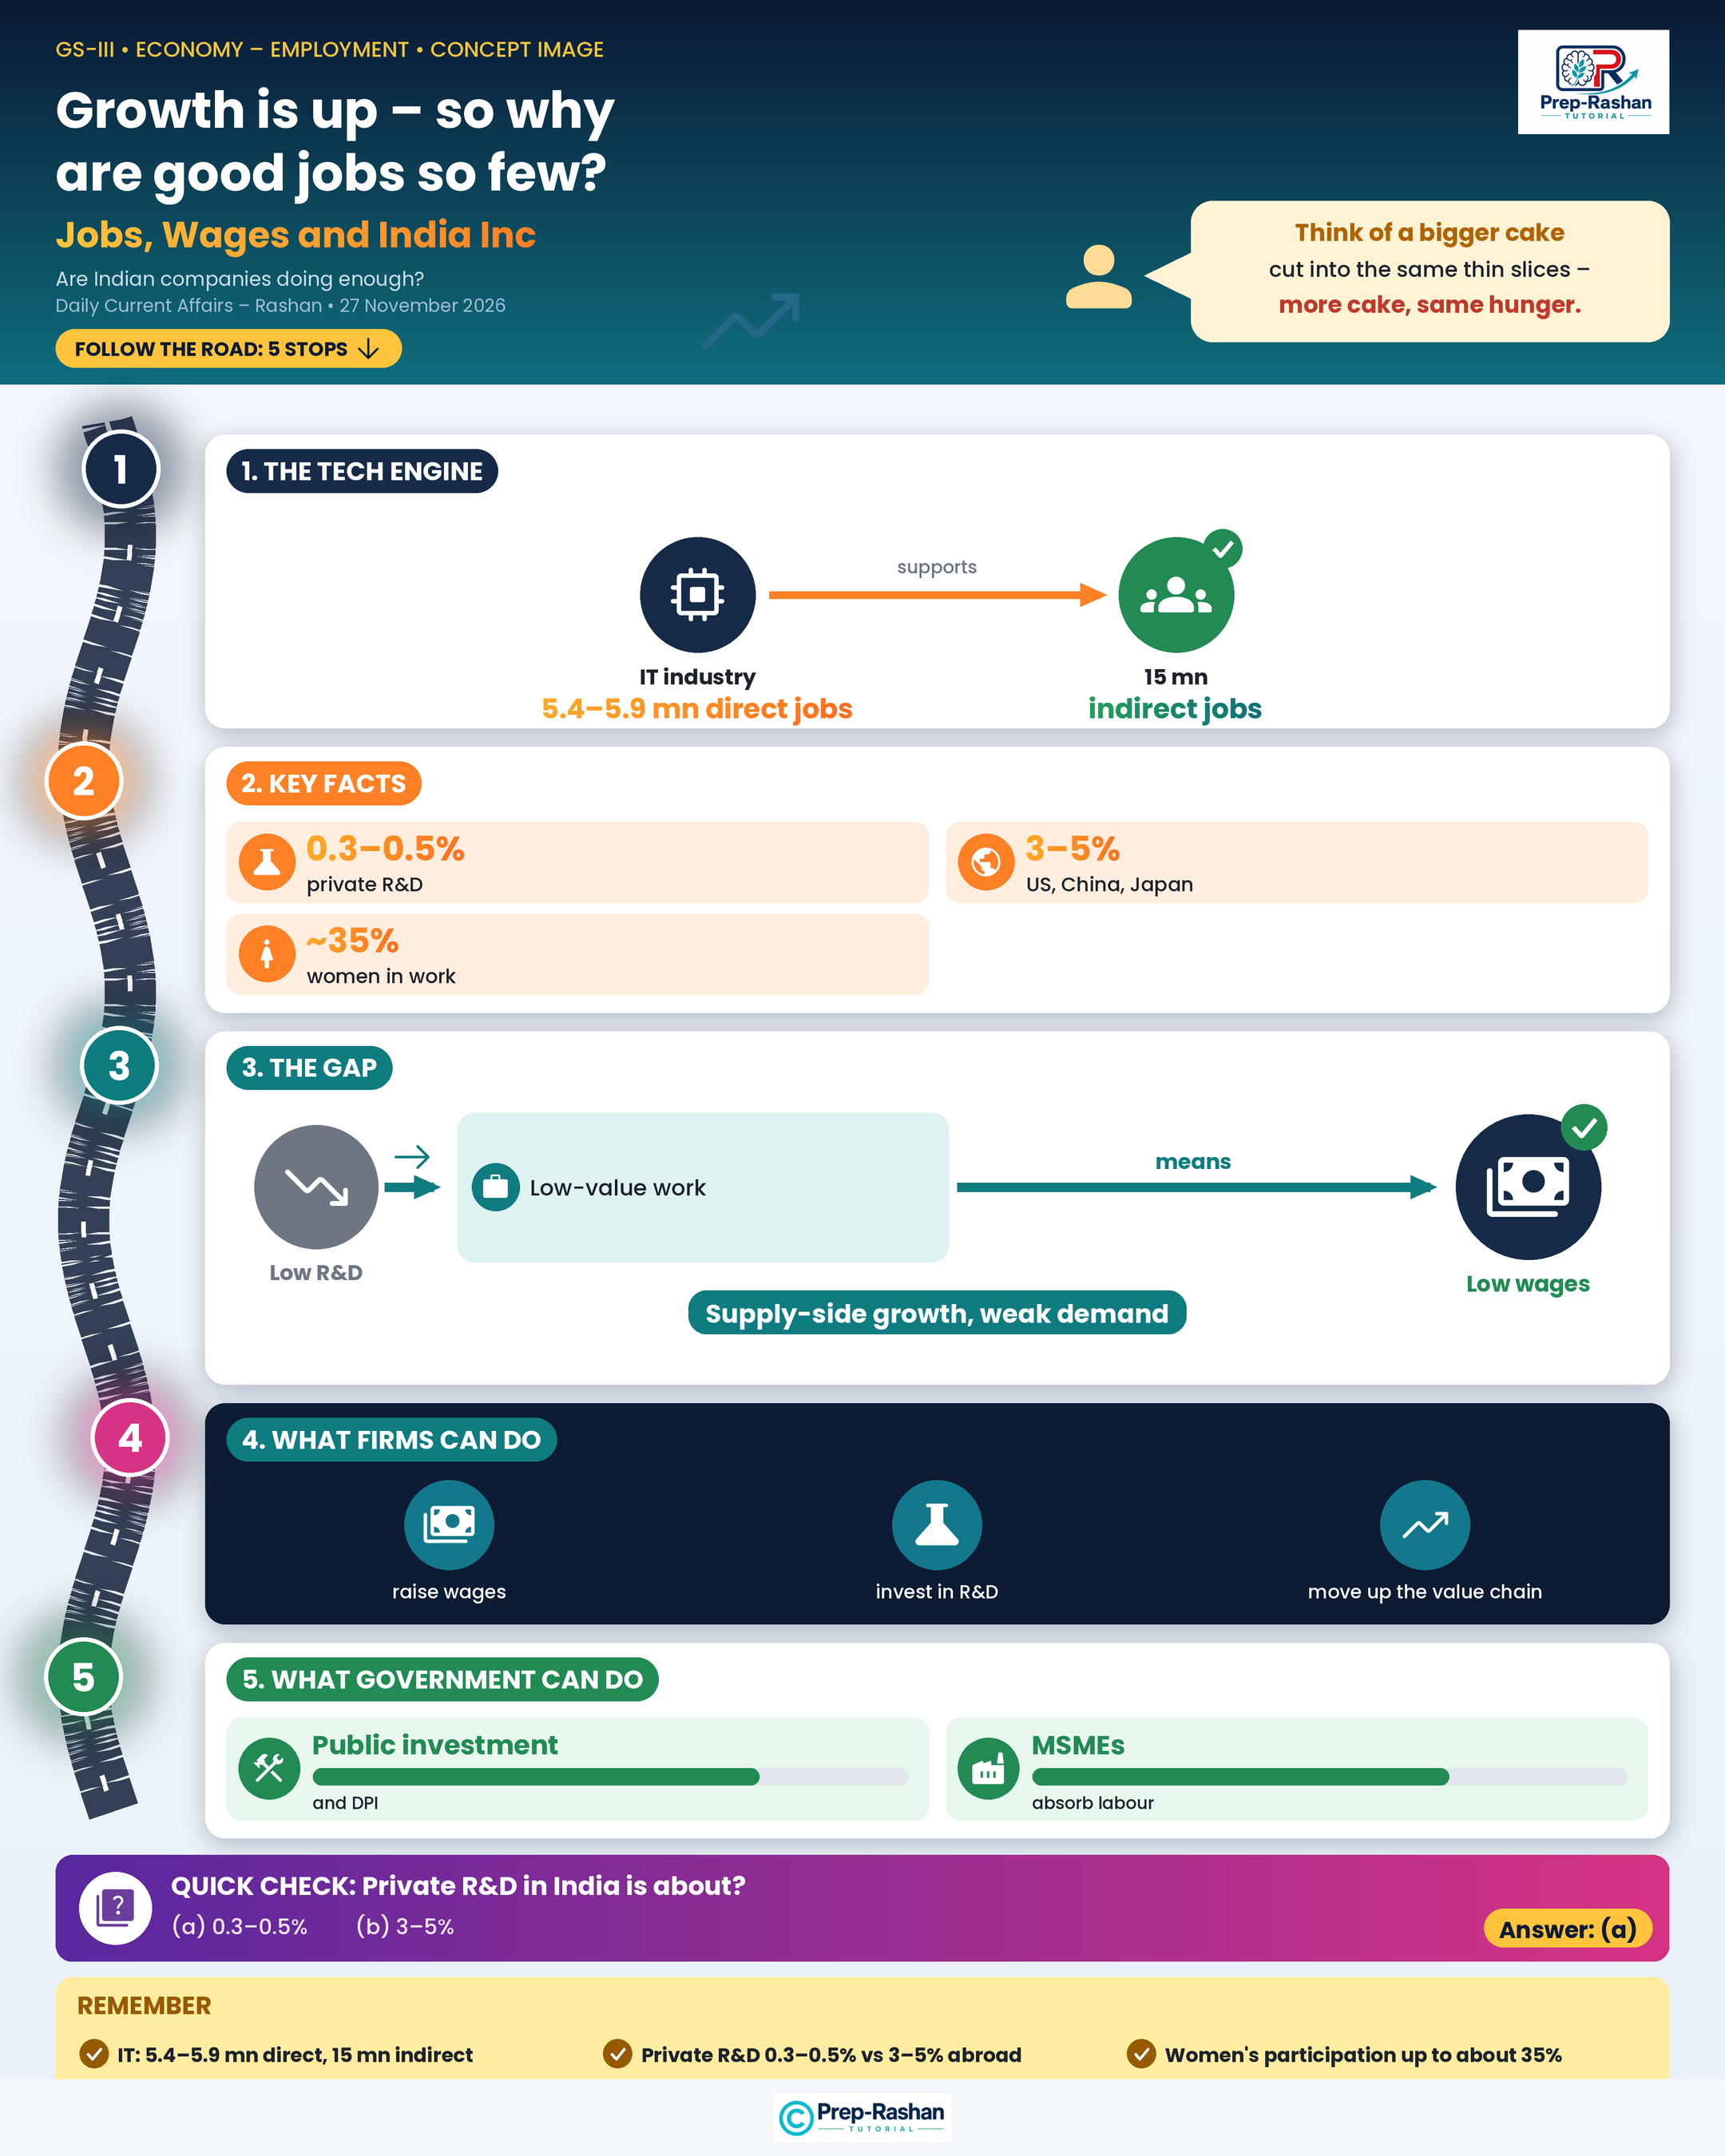 GS-III • ECONOMY – EMPLOYMENT • CONCEPT IMAGE
Growth is up – so why
are good jobs so few?
Jobs, Wages and India Inc
Are Indian companies doing enough?
Daily Current Affairs – Rashan • 27 November 2026
FOLLOW THE ROAD: 5 STOPS
Prep-Rashan
TUTORIAL
Think of a bigger cake
cut into the same thin slices –
more cake, same hunger.
1
1. THE TECH ENGINE
supports
IT industry
5.4–5.9 mn direct jobs
15 mn
indirect jobs
2
2. KEY FACTS
0.3–0.5%
private R&D
3–5%
US, China, Japan
~35%
women in work
3
3. THE GAP
Low R&D
Low-value work
means
Low wages
Supply-side growth, weak demand
4
4. WHAT FIRMS CAN DO
raise wages
invest in R&D
move up the value chain
5
5. WHAT GOVERNMENT CAN DO
Public investment
and DPI
MSMEs
absorb labour
QUICK CHECK: Private R&D in India is about?
(a) 0.3–0.5% (b) 3–5%
Answer: (a)
REMEMBER
IT: 5.4–5.9 mn direct, 15 mn indirect
Private R&D 0.3–0.5% vs 3–5% abroad
Women's participation up to about 35%
© Prep-Rashan
TUTORIAL